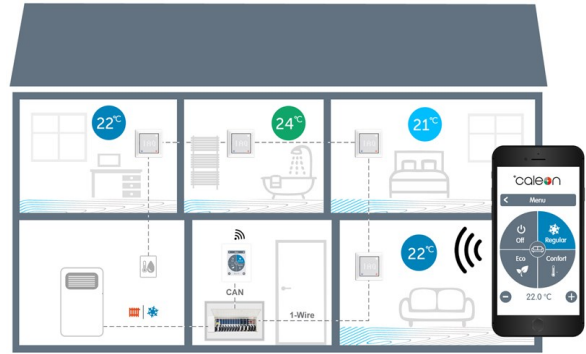 22°C
24°C
21°C
°caleon
Menu
Off
Regular
Eco
Comfort
22.0 °C
22°C
CAN
1-Wire